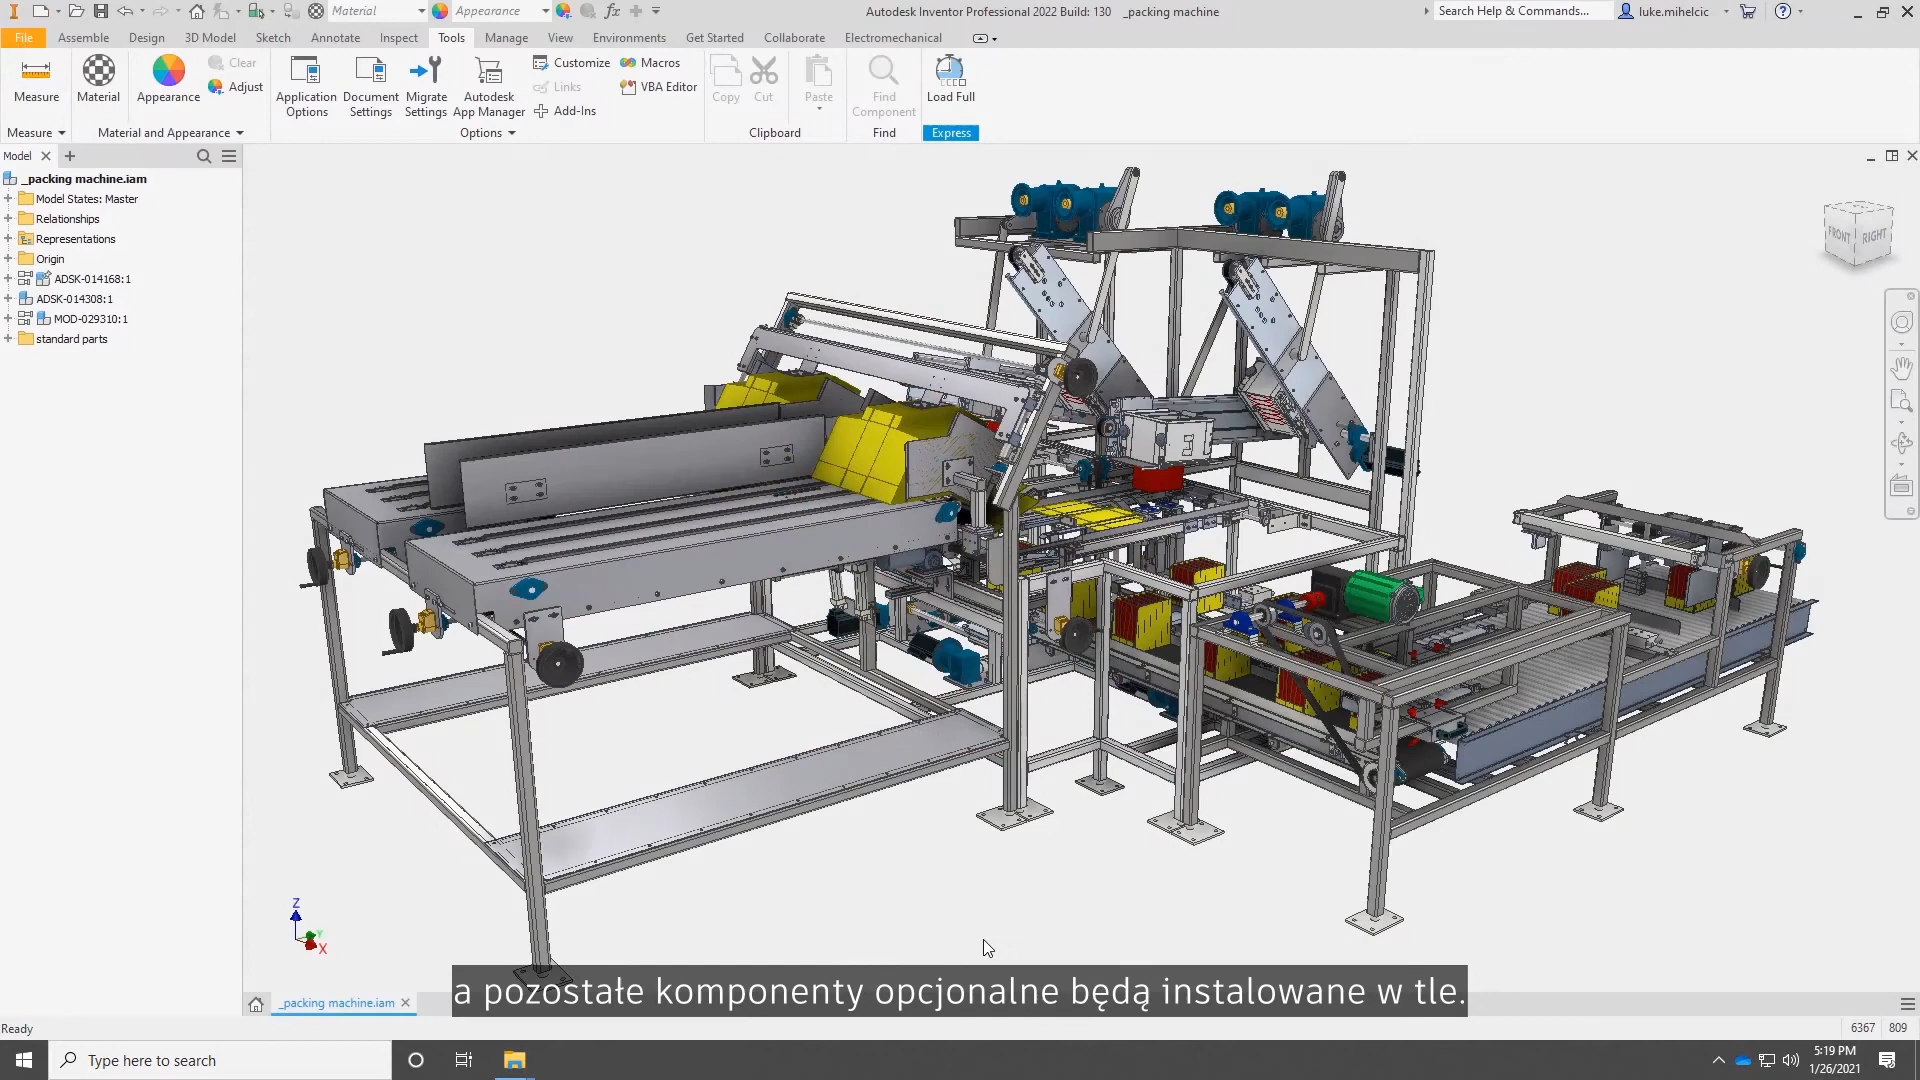 Material
Appearance
fx
Autodesk Inventor Professional 2022 Build: 130 _packing machine
Search Help & Commands...
luke.mihelcic
File
Assemble
Design
3D Model
Sketch
Annotate
Inspect
Tools
Manage
View
Environments
Get Started
Collaborate
Electromechanical
Measure
Material
Appearance
Clear
Adjust
Application Options
Document Settings
Migrate Settings
Autodesk App Manager
Customize
Links
Add-Ins
Macros
VBA Editor
Copy
Cut
Paste
Find Component
Load Full
Measure
Material and Appearance
Options
Clipboard
Find
Express
Model
_packing machine.iam
Model States: Master
Relationships
Representations
Origin
ADSK-014168:1
ADSK-014308:1
MOD-029310:1
standard parts
FRONT
RIGHT
Z
Y
X
_packing machine.iam
a pozostałe komponenty opcjonalne będą instalowane w tle.
Ready
6367 809
Type here to search
5:19 PM
1/26/2021